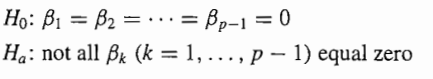 H₀: β₁ = β₂ = ⋯ = βₚ₋₁ = 0
Hₐ: not all βₖ (k = 1, . . . , p − 1) equal zero